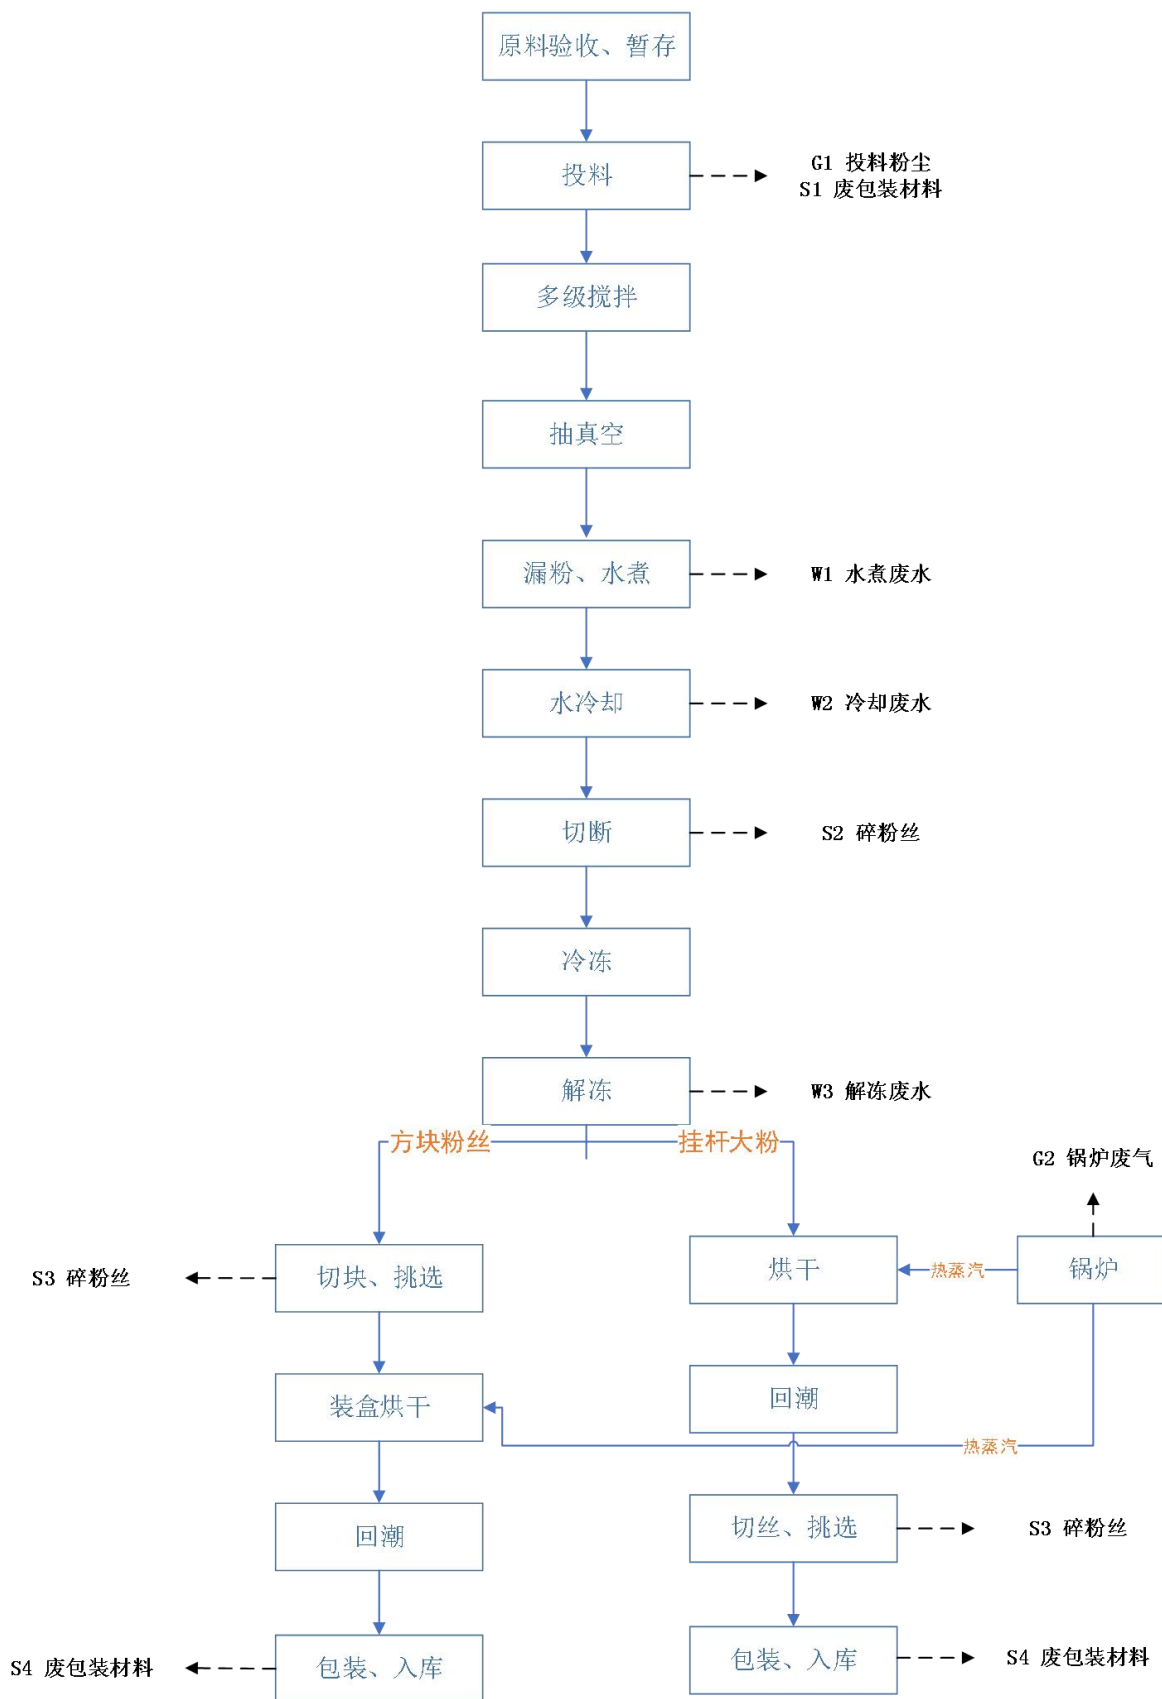 原料验收、暂存
投料
G1 投料粉尘
S1 废包装材料
多级搅拌
抽真空
漏粉、水煮
W1 水煮废水
水冷却
W2 冷却废水
切断
S2 碎粉丝
冷冻
解冻
W3 解冻废水
方块粉丝
挂杆大粉
G2 锅炉废气
S3 碎粉丝
切块、挑选
烘干
热蒸汽
锅炉
装盒烘干
回潮
热蒸汽
回潮
切丝、挑选
S3 碎粉丝
S4 废包装材料
包装、入库
包装、入库
S4 废包装材料